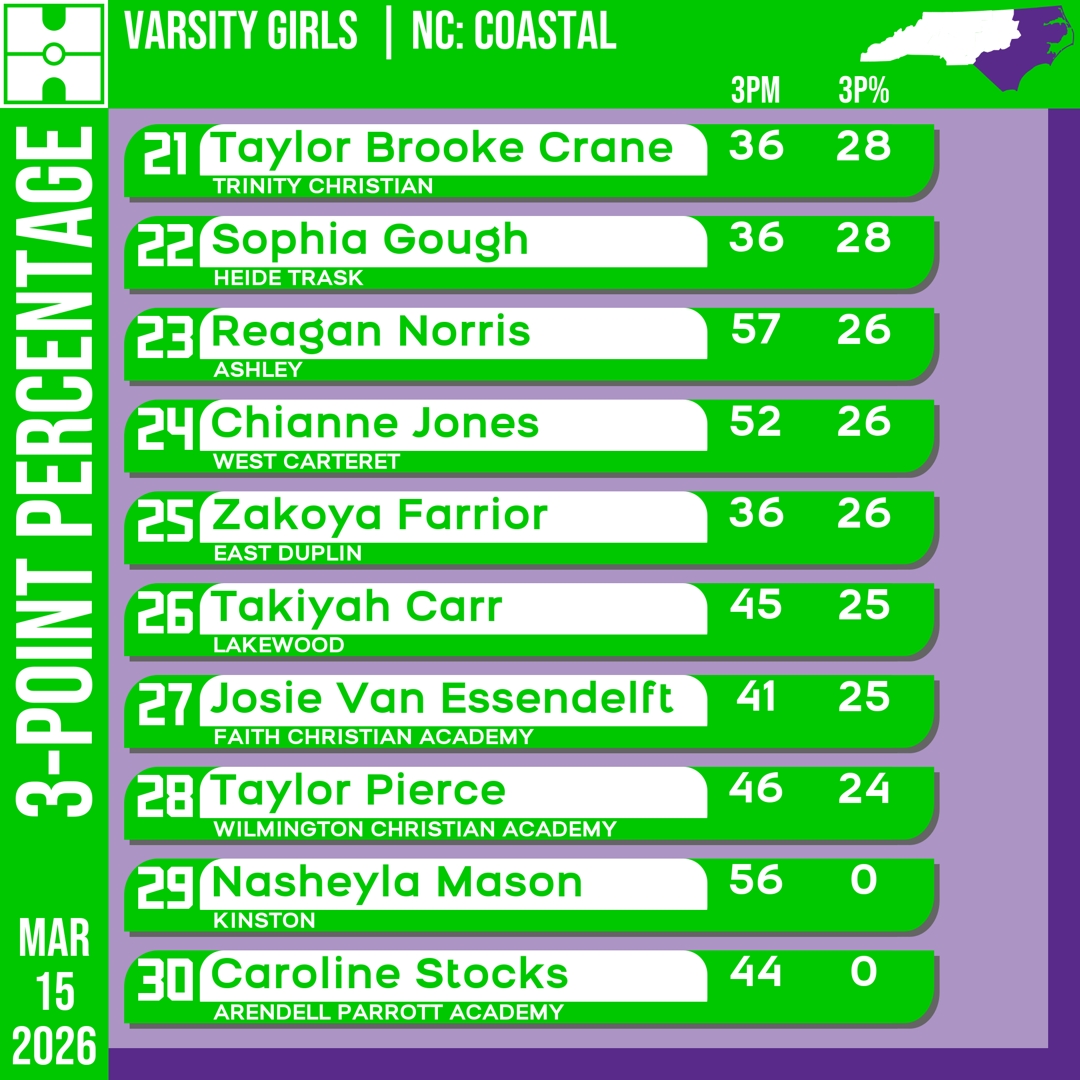 VARSITY GIRLS | NC: COASTAL
3PM 3P%
3-POINT PERCENTAGE
21 Taylor Brooke Crane 36 28
TRINITY CHRISTIAN
22 Sophia Gough 36 28
HEIDE TRASK
23 Reagan Norris 57 26
ASHLEY
24 Chianne Jones 52 26
WEST CARTERET
25 Zakoya Farrior 36 26
EAST DUPLIN
26 Takiyah Carr 45 25
LAKEWOOD
27 Josie Van Essendelft 41 25
FAITH CHRISTIAN ACADEMY
28 Taylor Pierce 46 24
WILMINGTON CHRISTIAN ACADEMY
29 Nasheyla Mason 56 0
KINSTON
30 Caroline Stocks 44 0
ARENDELL PARROTT ACADEMY
MAR
15
2026